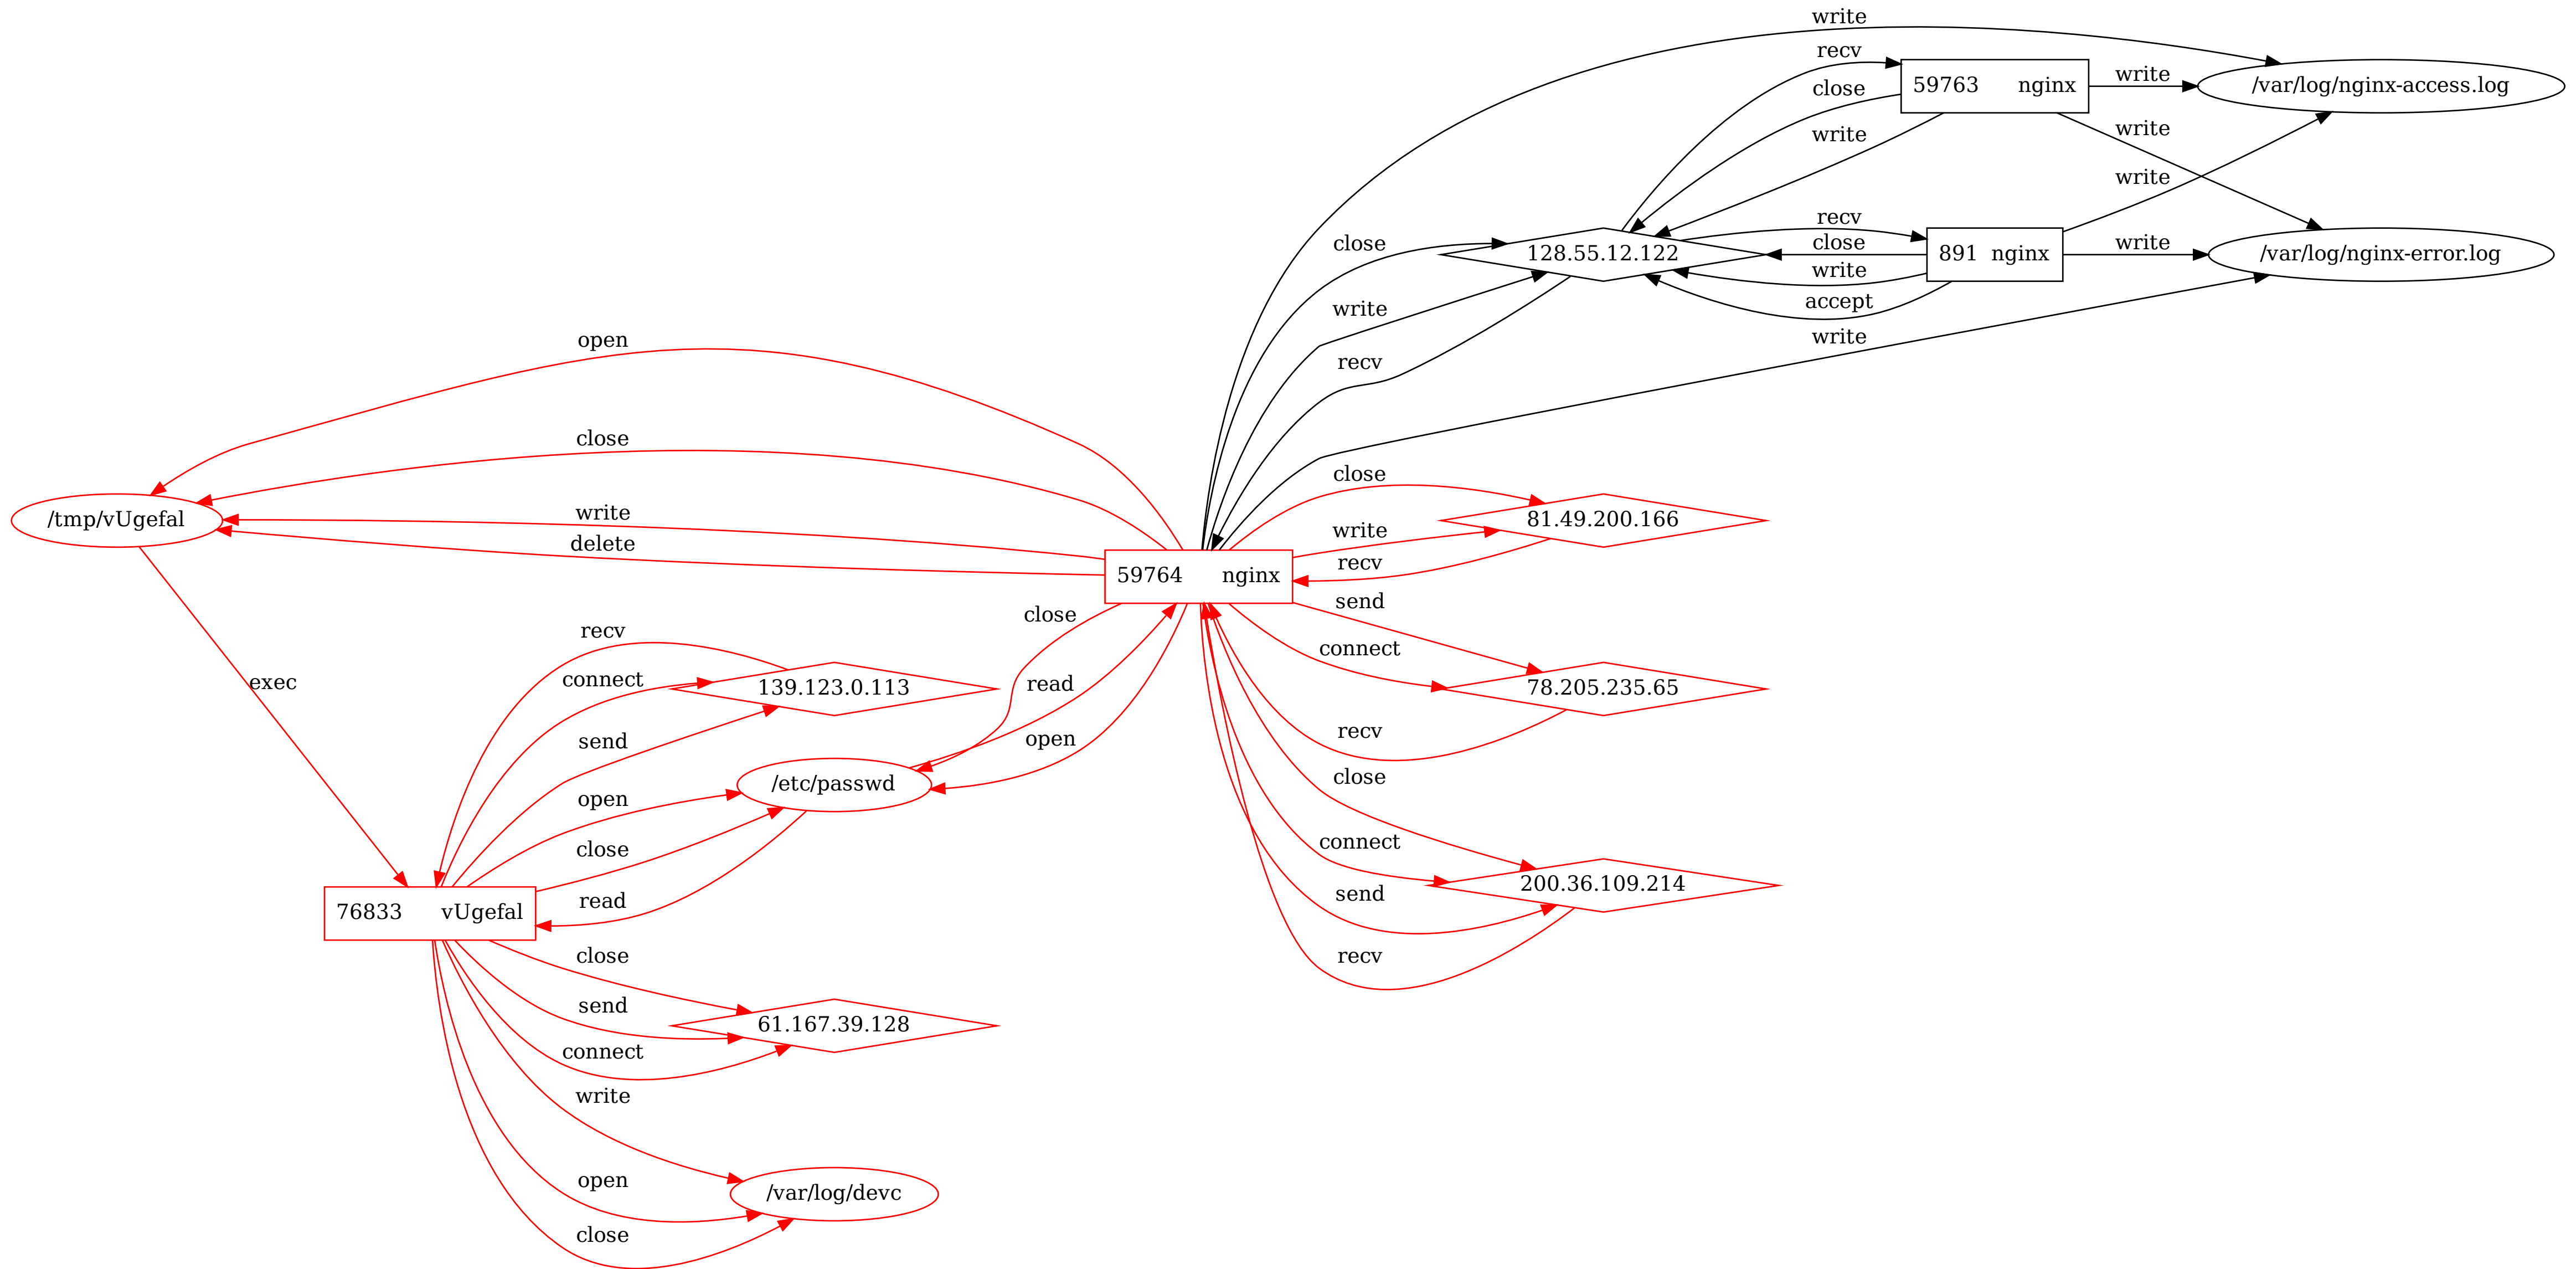 write
recv
59763 nginx
write
/var/log/nginx-access.log
close
write
write
write
recv
close
128.55.12.122
close
891 nginx
write
/var/log/nginx-error.log
write
accept
write
write
recv
open
close
close
/tmp/vUgefal
write
write
81.49.200.166
delete
59764 nginx
recv
send
close
recv
connect
exec
connect
139.123.0.113
read
78.205.235.65
send
open
recv
open
/etc/passwd
close
close
connect
read
send
200.36.109.214
76833 vUgefal
close
recv
send
61.167.39.128
connect
write
open
/var/log/devc
close